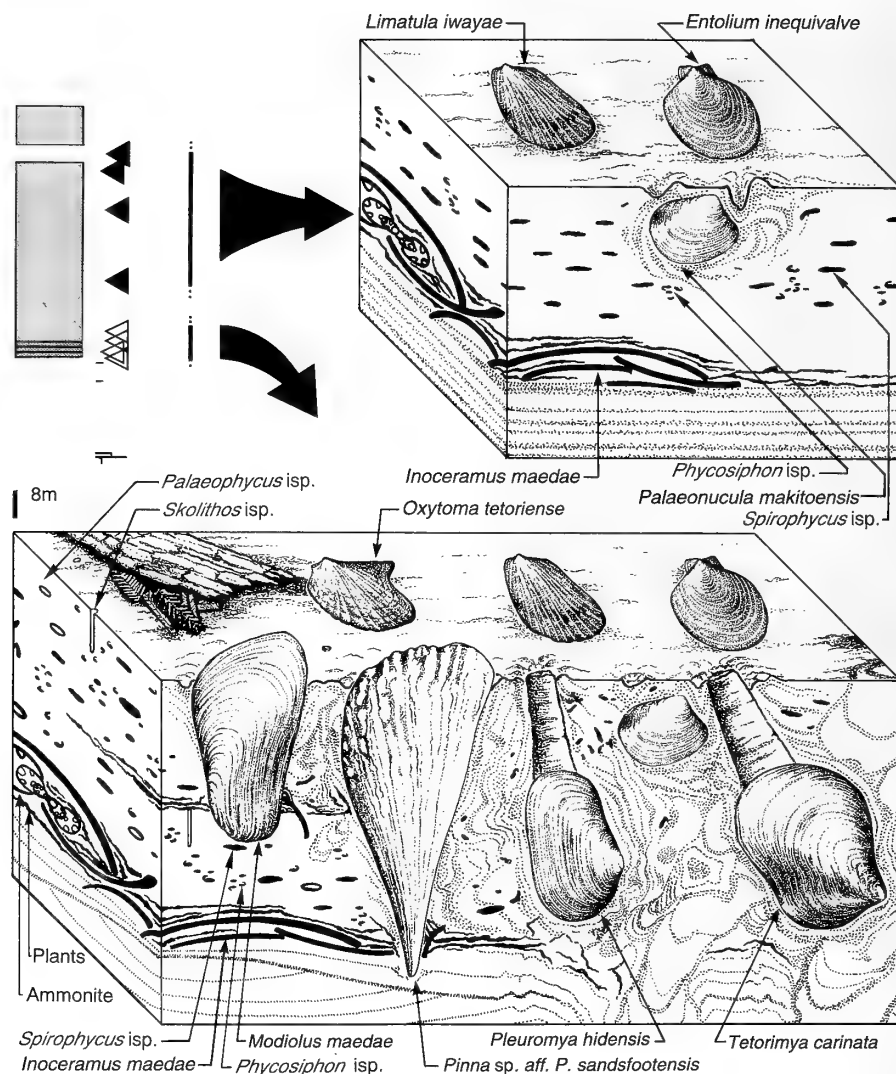 Limatula iwayae
Entolium inequivalve
Inoceramus maedae
Phycosiphon isp.
Palaeonucula makitoensis
Spirophycus isp.
8m
Palaeophycus isp.
Skolithos isp.
Oxytoma tetoriense
Plants
Ammonite
Spirophycus isp.
Modiolus maedae
Pleuromya hidensis
Tetorimya carinata
Inoceramus maedae
Phycosiphon isp.
Pinna sp. aff. P. sandsfootensis